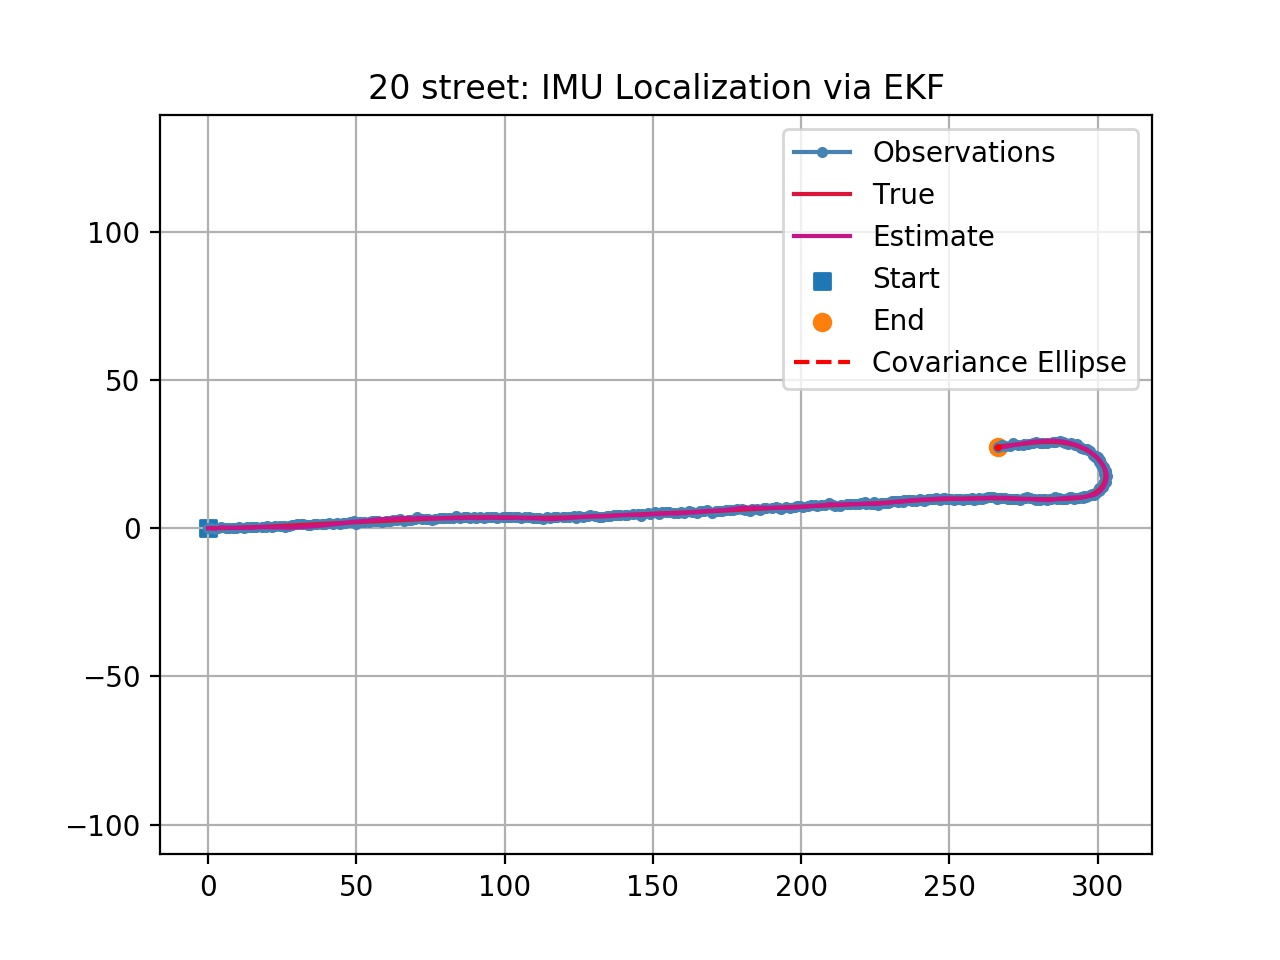 20 street: IMU Localization via EKF
Observations
True
Estimate
Start
End
Covariance Ellipse
100
50
0
−50
−100
0 50 100 150 200 250 300